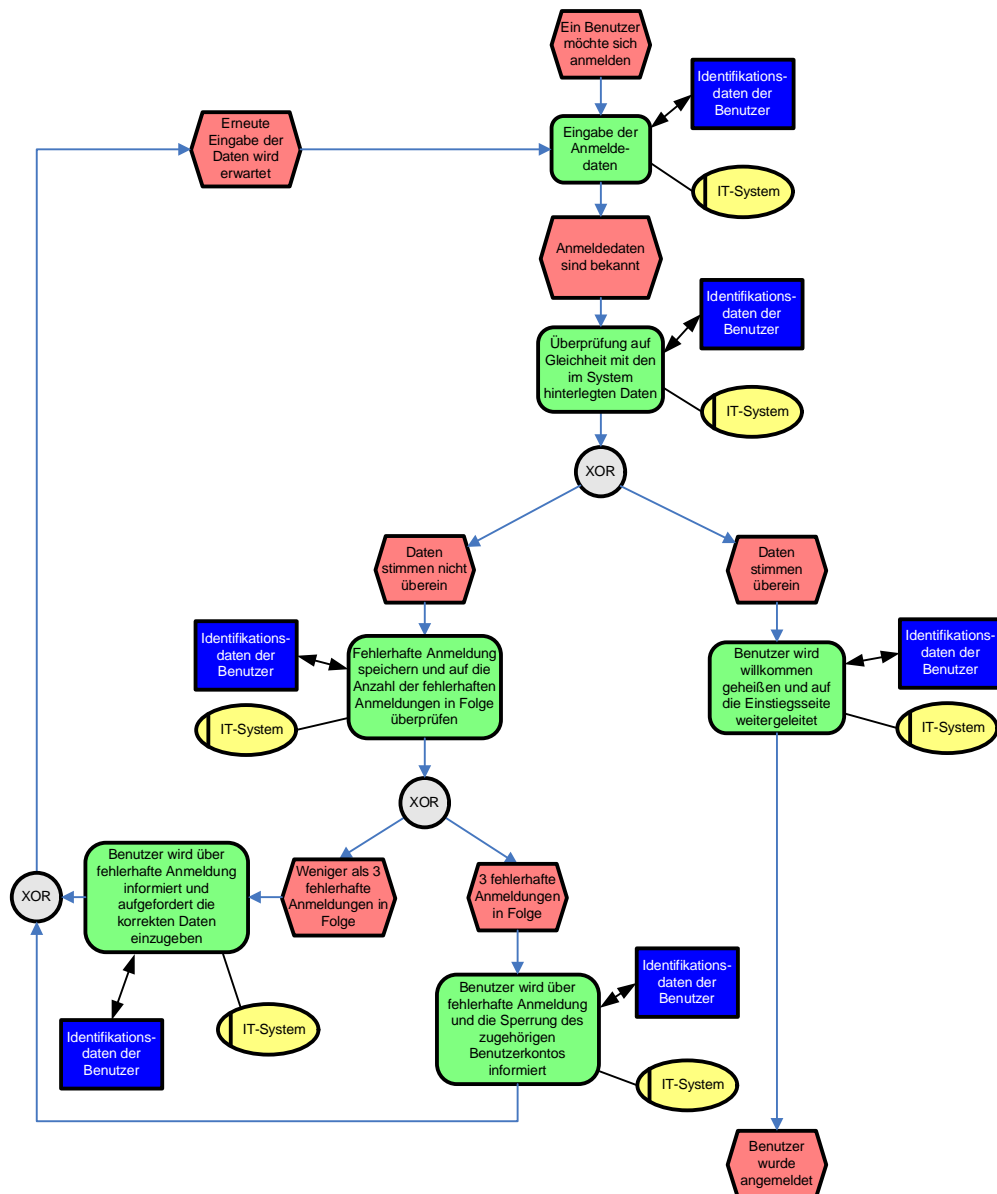 Ein Benutzer
möchte sich
anmelden
Identifikations-
daten der
Benutzer
Erneute
Eingabe der
Daten wird
erwartet
Eingabe der
Anmelde-
daten
IT-System
Anmeldedaten
sind bekannt
Identifikations-
daten der
Benutzer
Überprüfung auf
Gleichheit mit den
im System
hinterlegten Daten
IT-System
XOR
Daten
stimmen nicht
überein
Daten
stimmen
überein
Identifikations-
daten der
Benutzer
Fehlerhafte Anmeldung
speichern und auf die
Anzahl der fehlerhaften
Anmeldungen in Folge
überprüfen
IT-System
Benutzer wird
willkommen
geheißen und auf
die Einstiegsseite
weitergeleitet
Identifikations-
daten der
Benutzer
IT-System
XOR
XOR
Benutzer wird über
fehlerhafte Anmeldung
informiert und
aufgefordert die
korrekten Daten
einzugeben
Weniger als 3
fehlerhafte
Anmeldungen in
Folge
3 fehlerhafte
Anmeldungen
in Folge
Identifikations-
daten der
Benutzer
IT-System
Benutzer wird über
fehlerhafte Anmeldung
und die Sperrung des
zugehörigen
Benutzerkontos
informiert
Identifikations-
daten der
Benutzer
IT-System
Benutzer
wurde
angemeldet